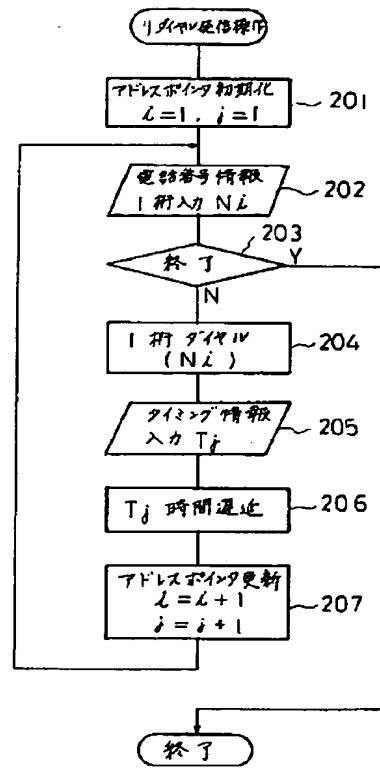 リダイヤル発信操作
アドレスポインタ初期化
i=1, j=1
201
電話番号情報
1桁入力 Ni
202
203
終了
Y
N
1桁 ダイヤル
(Ni)
204
タイミング情報
入力 Tj
205
Tj 時間遅延
206
アドレスポインタ更新
i=i+1
j=j+1
207
終了